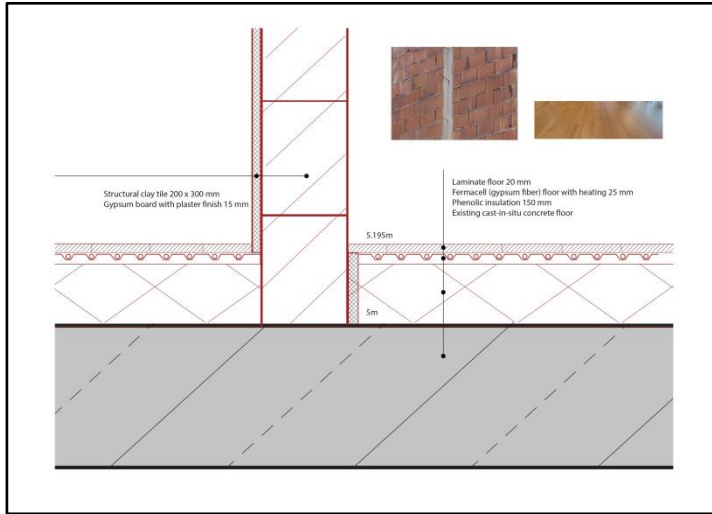 Structural clay tile 200 x 300 mm
Gypsum board with plaster finish 15 mm
Laminate floor 20 mm
Fermacell (gypsum fiber) floor with heating 25 mm
Phenolic insulation 150 mm
Existing cast-in-situ concrete floor
5.195m
5m